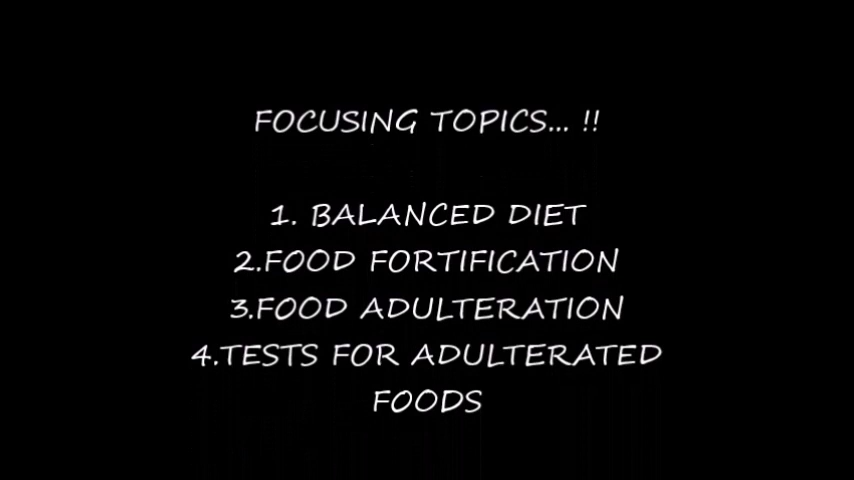 FOCUSING TOPICS... !!
1. BALANCED DIET
2.FOOD FORTIFICATION
3.FOOD ADULTERATION
4.TESTS FOR ADULTERATED
FOODS